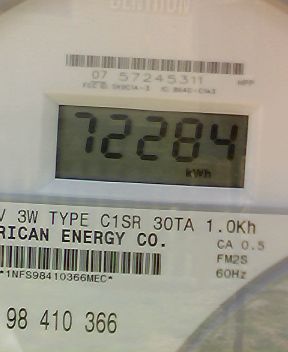 CENTRON
07 57245311
72284
kWh
V 3W TYPE C1SR 30TA 1.0Kh
RICAN ENERGY CO.
CA 0.5
FM2S
60Hz
*1NFS98410366MEC*
98 410 366